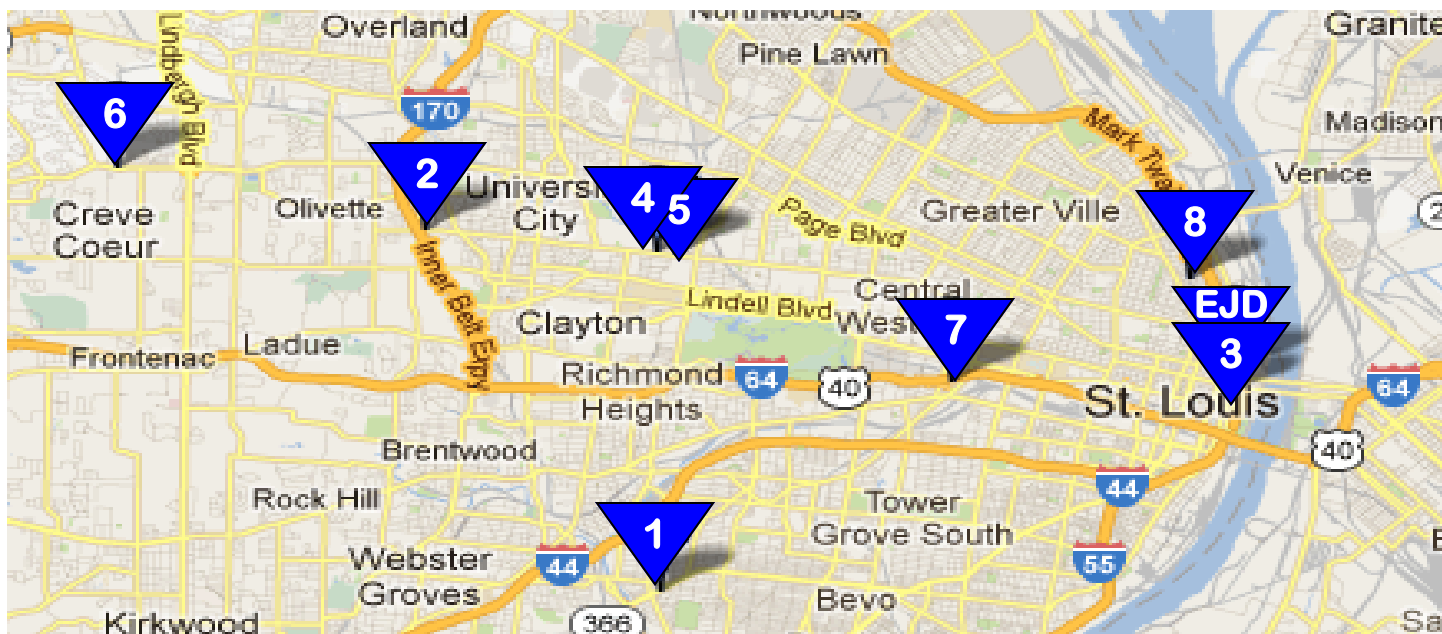 Northwoods
Overland
Granite
Pine Lawn
Lindbergh Blvd
6
170
Madison
Mark Twa
2
Universi
City
4
5
Venice
Creve
Coeur
Olivette
Page Blvd
Greater Ville
8
2
Inner Belt Expy
Lindell Blvd
Central
West
EJD
Clayton
7
3
Frontenac
Ladue
Richmond
Heights
64
40
St. Louis
64
Brentwood
40
Rock Hill
44
Tower
Grove South
1
Webster
Groves
44
55
Bevo
Kirkwood
366